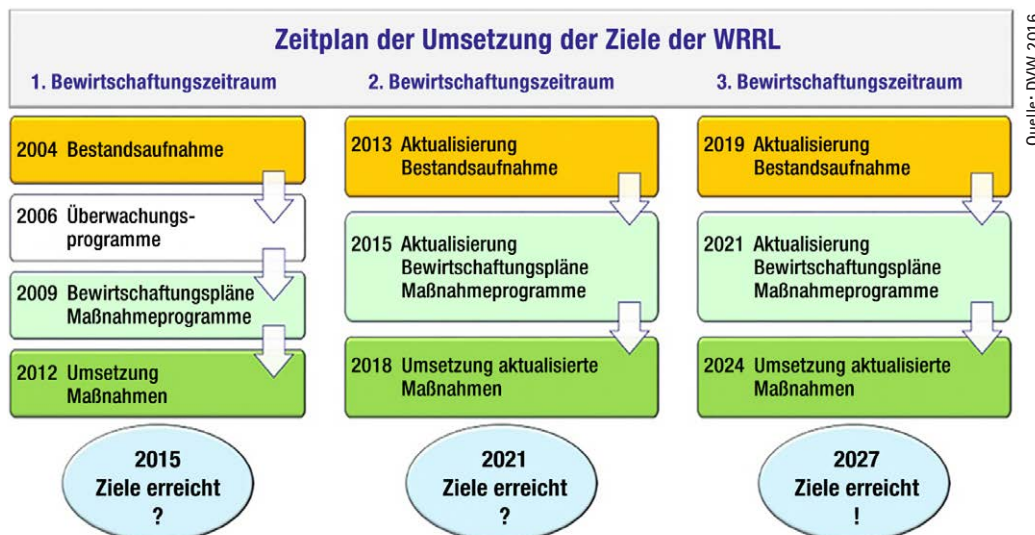 Zeitplan der Umsetzung der Ziele der WRRL
1. Bewirtschaftungszeitraum
2. Bewirtschaftungszeitraum
3. Bewirtschaftungszeitraum
2004 Bestandsaufnahme
2006 Überwachungs-
programme
2009 Bewirtschaftungspläne
Maßnahmeprogramme
2012 Umsetzung
Maßnahmen
2015
Ziele erreicht
?
2013 Aktualisierung
Bestandsaufnahme
2015 Aktualisierung
Bewirtschaftungspläne
Maßnahmeprogramme
2018 Umsetzung aktualisierte
Maßnahmen
2021
Ziele erreicht
?
2019 Aktualisierung
Bestandsaufnahme
2021 Aktualisierung
Bewirtschaftungspläne
Maßnahmeprogramme
2024 Umsetzung aktualisierte
Maßnahmen
2027
Ziele erreicht
!
Quelle: DVW 2016